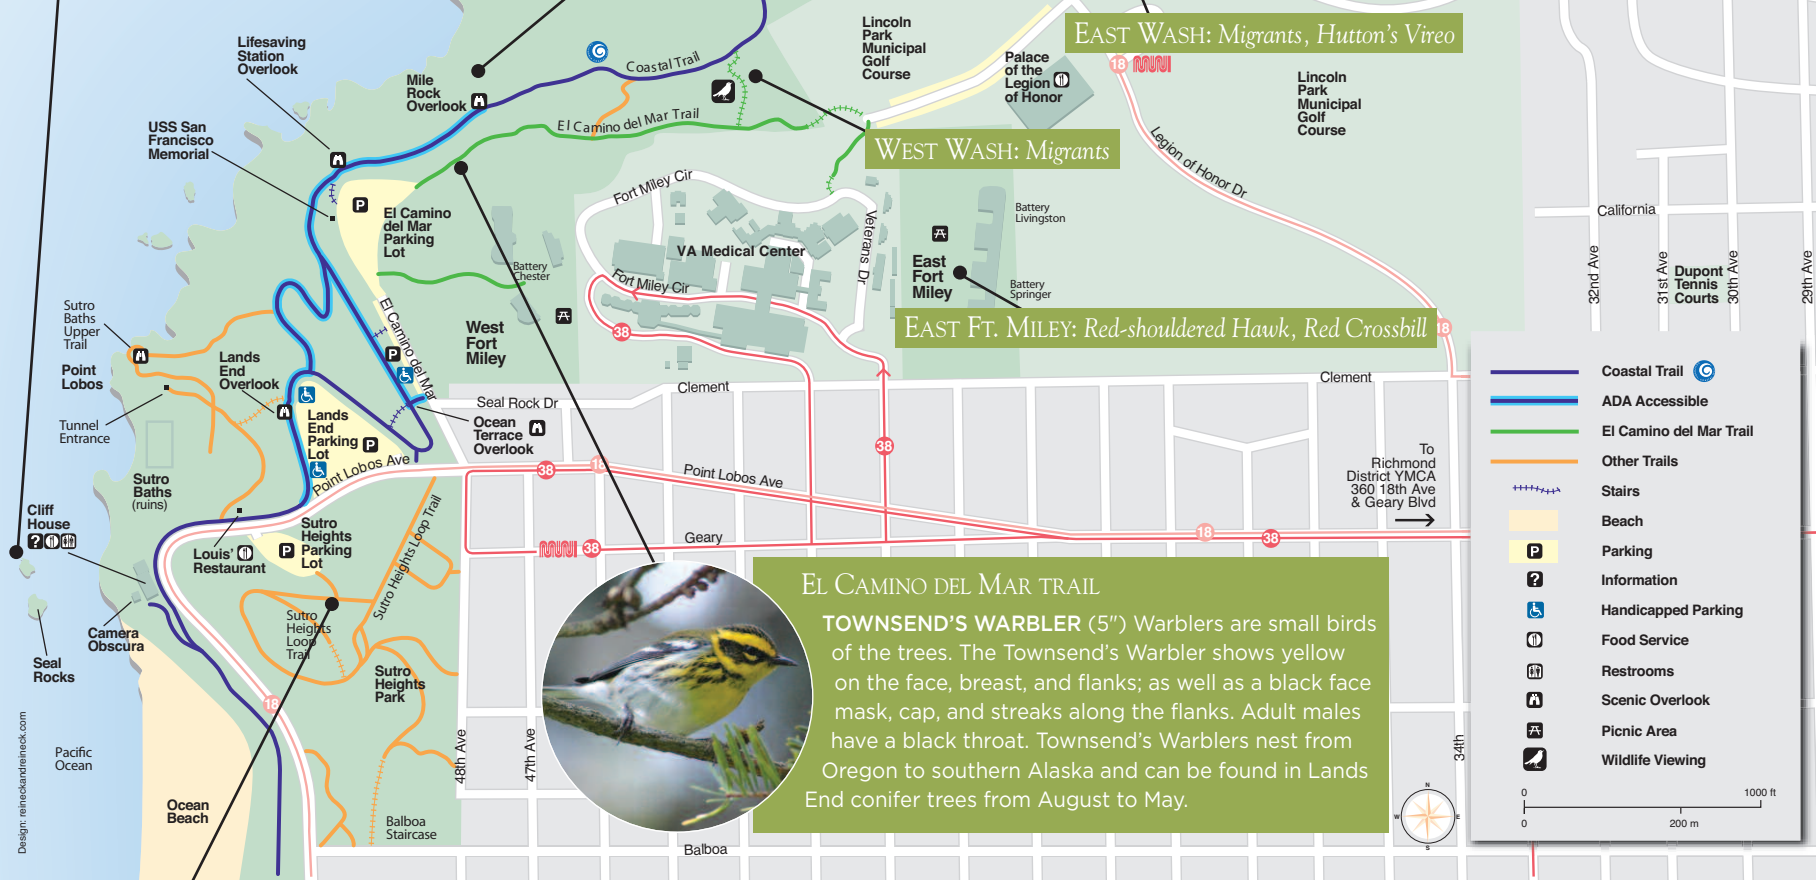 Lifesaving
Station
Overlook
Mile
Rock
Overlook
Coastal Trail
El Camino del Mar Trail
Lincoln
Park
Municipal
Golf
Course
Palace
of the
Legion
of Honor
EAST WASH: Migrants, Hutton's Vireo
18 MUNI
Lincoln
Park
Municipal
Golf
Course
USS San
Francisco
Memorial
WEST WASH: Migrants
Legion of Honor Dr
P
El Camino
del Mar
Parking
Lot
Fort Miley Cir
Veterans Dr
VA Medical Center
Battery
Livingston
California
Battery
Chester
East
Fort
Miley
Battery
Springer
32nd Ave
31st Ave
Dupont
Tennis
Courts
30th Ave
29th Ave
Fort Miley Cir
38
EAST FT. MILEY: Red-shouldered Hawk, Red Crossbill
18
Sutro
Baths
Upper
Trail
El Camino del Mar
West
Fort
Miley
P
Point
Lobos
Lands
End
Overlook
Tunnel
Entrance
Lands
End
Parking
Lot
P
Seal Rock Dr
Clement
Clement
Ocean
Terrace
Overlook
38
Point Lobos Ave
38
18
Point Lobos Ave
To
Richmond
District YMCA
360 18th Ave
& Geary Blvd
Sutro
Baths
(ruins)
Cliff
House
?
Louis'
Restaurant
P
Sutro
Heights
Parking
Lot
Sutro Heights Loop Trail
MUNI 38
Geary
18
38
Camera
Obscura
Seal
Rocks
Sutro
Heights
Loop
Trail
Sutro
Heights
Park
18
48th Ave
47th Ave
34th
Pacific
Ocean
Ocean
Beach
Balboa
Staircase
Balboa
Design: reineckandreineck.com
EL CAMINO DEL MAR TRAIL
TOWNSEND'S WARBLER (5") Warblers are small birds
of the trees. The Townsend's Warbler shows yellow
on the face, breast, and flanks; as well as a black face
mask, cap, and streaks along the flanks. Adult males
have a black throat. Townsend's Warblers nest from
Oregon to southern Alaska and can be found in Lands
End conifer trees from August to May.
N
W E
S
Coastal Trail
ADA Accessible
El Camino del Mar Trail
Other Trails
Stairs
Beach
P Parking
? Information
Handicapped Parking
Food Service
Restrooms
Scenic Overlook
Picnic Area
Wildlife Viewing
0 1000 ft
0 200 m